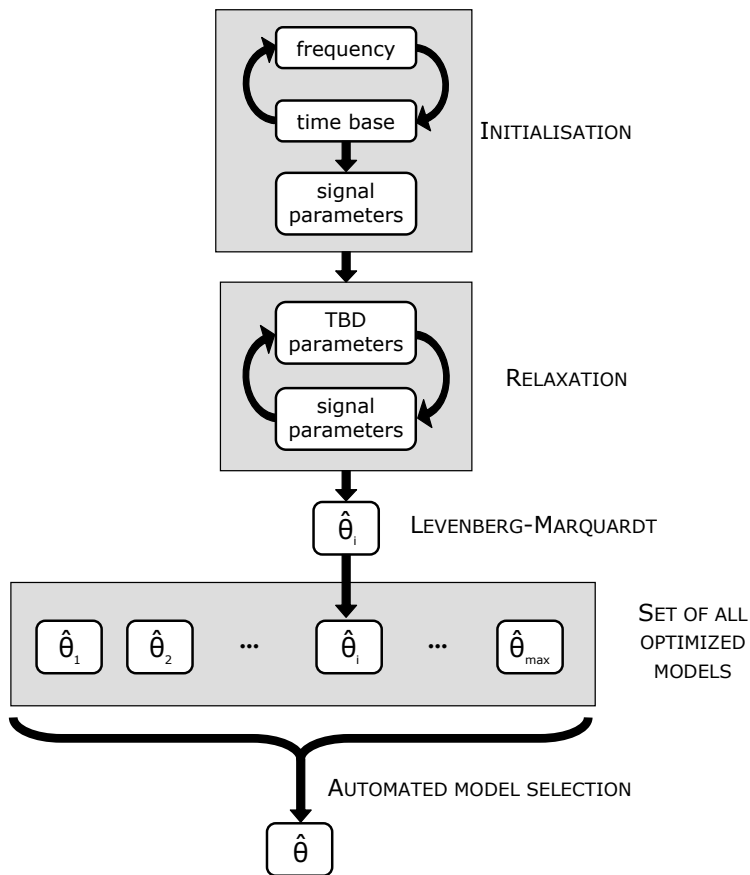 frequency
time base
INITIALISATION
signal
parameters
TBD
parameters
RELAXATION
signal
parameters
θ̂i
LEVENBERG-MARQUARDT
θ̂1 θ̂2 ... θ̂i ... θ̂max
SET OF ALL
OPTIMIZED
MODELS
AUTOMATED MODEL SELECTION
θ̂